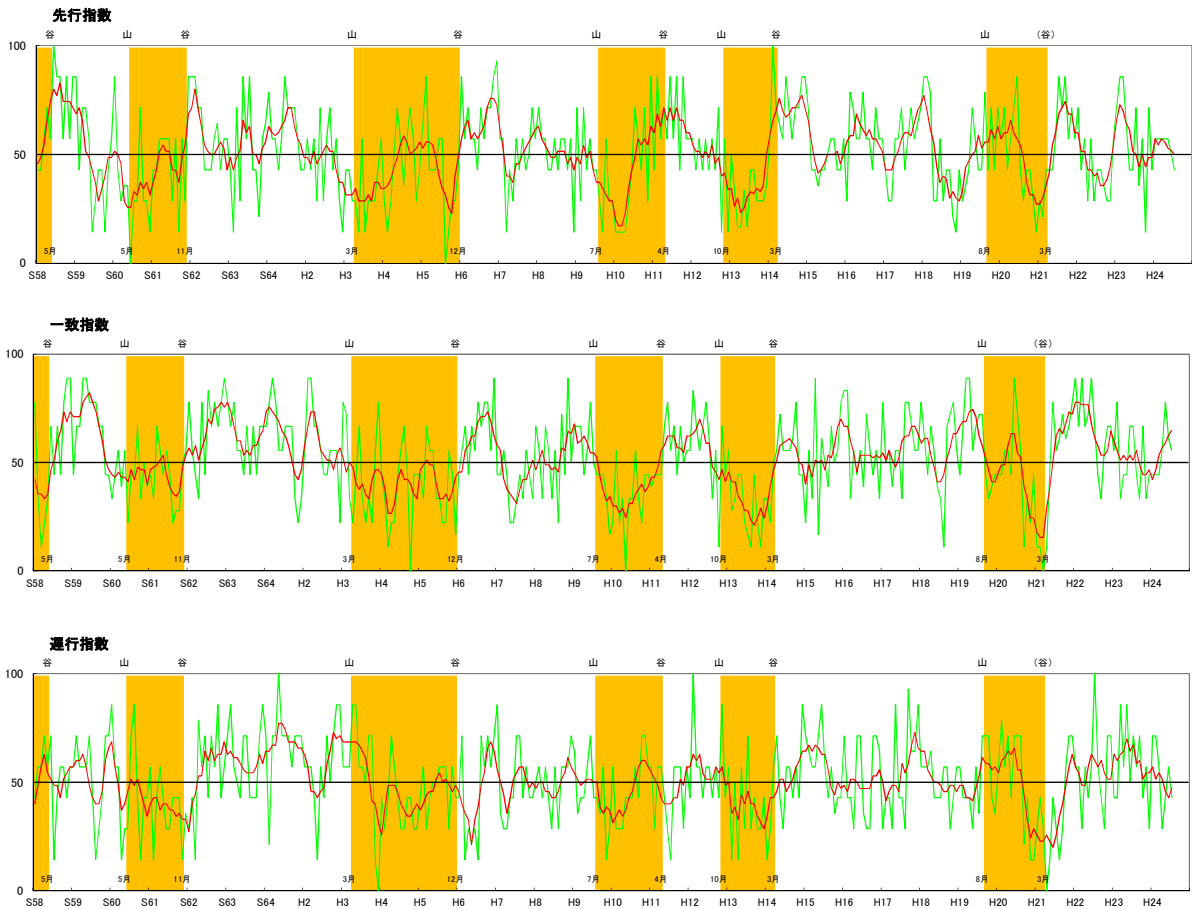 先行指数
谷 山 谷 山 谷 山 谷 山 谷 山 （谷）
100
50
5月 5月 11月 3月 12月 7月 4月 10月 3月 8月 3月
0
S58 S59 S60 S61 S62 S63 S64 H2 H3 H4 H5 H6 H7 H8 H9 H10 H11 H12 H13 H14 H15 H16 H17 H18 H19 H20 H21 H22 H23 H24
一致指数
谷 山 谷 山 谷 山 谷 山 谷 山 （谷）
100
50
5月 5月 11月 3月 12月 7月 4月 10月 3月 8月 3月
0
S58 S59 S60 S61 S62 S63 S64 H2 H3 H4 H5 H6 H7 H8 H9 H10 H11 H12 H13 H14 H15 H16 H17 H18 H19 H20 H21 H22 H23 H24
遅行指数
谷 山 谷 山 谷 山 谷 山 谷 山 （谷）
100
50
5月 5月 11月 3月 12月 7月 4月 10月 3月 8月 3月
0
S58 S59 S60 S61 S62 S63 S64 H2 H3 H4 H5 H6 H7 H8 H9 H10 H11 H12 H13 H14 H15 H16 H17 H18 H19 H20 H21 H22 H23 H24